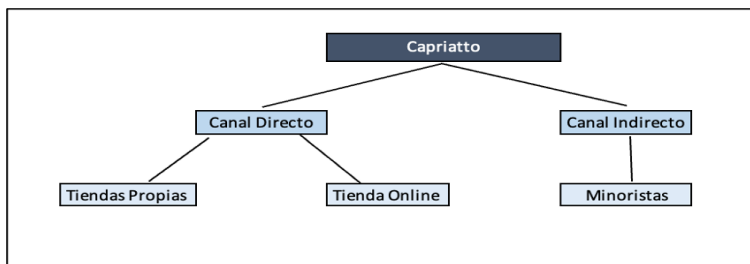 Capriatto
Canal Directo
Canal Indirecto
Tiendas Propias
Tienda Online
Minoristas